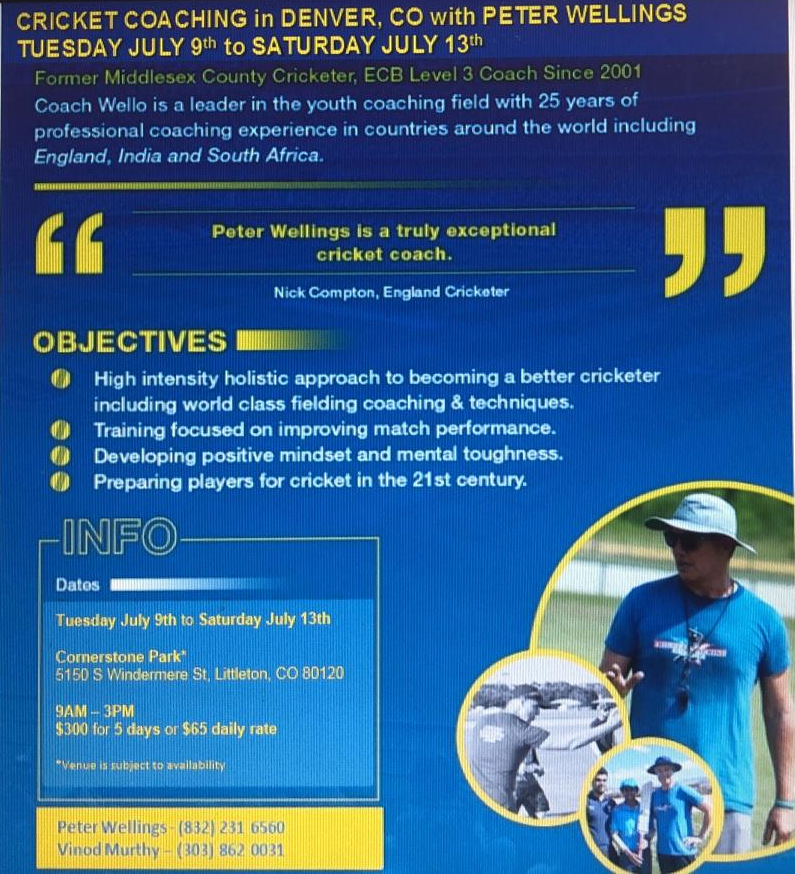 CRICKET COACHING in DENVER, CO with PETER WELLINGS
TUESDAY JULY 9th to SATURDAY JULY 13th
Former Middlesex County Cricketer, ECB Level 3 Coach Since 2001
Coach Wello is a leader in the youth coaching field with 25 years of
professional coaching experience in countries around the world including
England, India and South Africa.
“ Peter Wellings is a truly exceptional
cricket coach. ”
Nick Compton, England Cricketer
OBJECTIVES
High intensity holistic approach to becoming a better cricketer
including world class fielding coaching & techniques.
Training focused on improving match performance.
Developing positive mindset and mental toughness.
Preparing players for cricket in the 21st century.
INFO
Dates
Tuesday July 9th to Saturday July 13th
Cornerstone Park*
5150 S Windermere St, Littleton, CO 80120
9AM – 3PM
$300 for 5 days or $65 daily rate
*Venue is subject to availability
Peter Wellings - (832) 231 6560
Vinod Murthy – (303) 862 0031